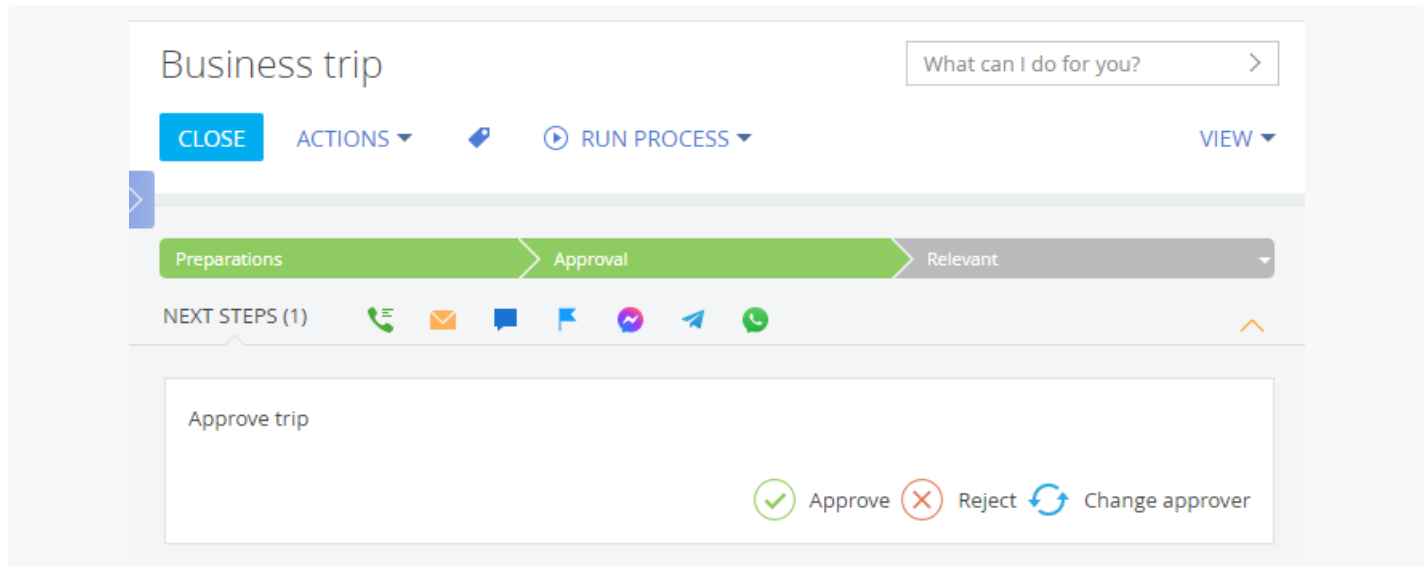 Business trip
What can I do for you?
CLOSE ACTIONS RUN PROCESS VIEW
Preparations Approval Relevant
NEXT STEPS (1)
Approve trip
Approve Reject Change approver